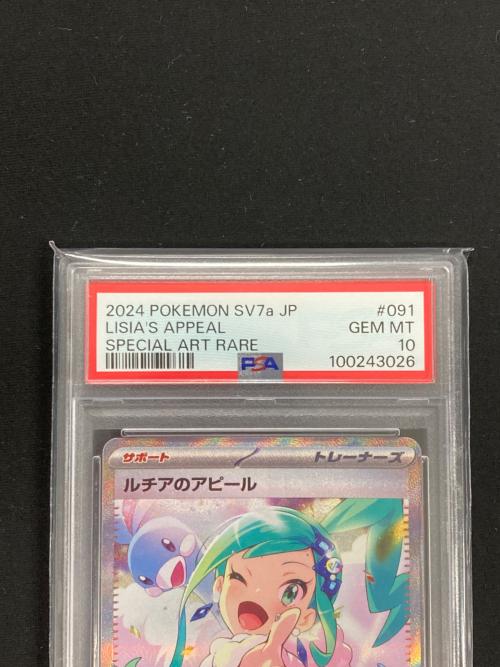 2024 POKEMON SV7a JP #091
LISIA'S APPEAL GEM MT
SPECIAL ART RARE 10
PSA 100243026
サポート トレーナーズ
ルチアのアピール